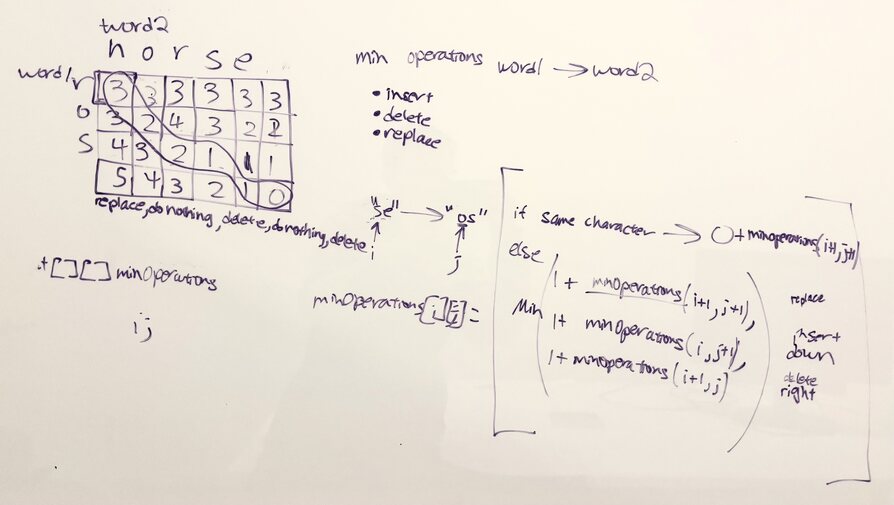 word2
h o r s e
word1 r 3 3 3 3 3 3
o 3 2 4 3 2 2
s 4 3 2 1 1 1
5 4 3 2 1 0
replace, do nothing, delete, do nothing, delete
min operations word1 → word2
• insert
• delete
• replace
"se" → "os"
i j
[][] minOperations
i j
minOperations[i][j] =
if same character → 0 + minoperations(i+1, j+1)
else
Min
1 + minOperations(i+1, j+1), replace
1 + minOperations(i, j+1), insert down
1 + minoperations(i+1, j) delete right